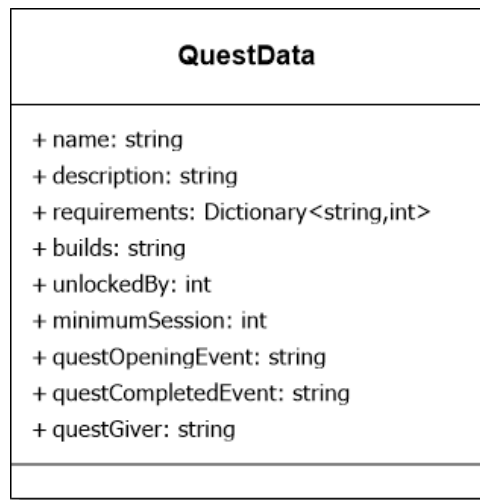 QuestData
+ name: string
+ description: string
+ requirements: Dictionary<string,int>
+ builds: string
+ unlockedBy: int
+ minimumSession: int
+ questOpeningEvent: string
+ questCompletedEvent: string
+ questGiver: string